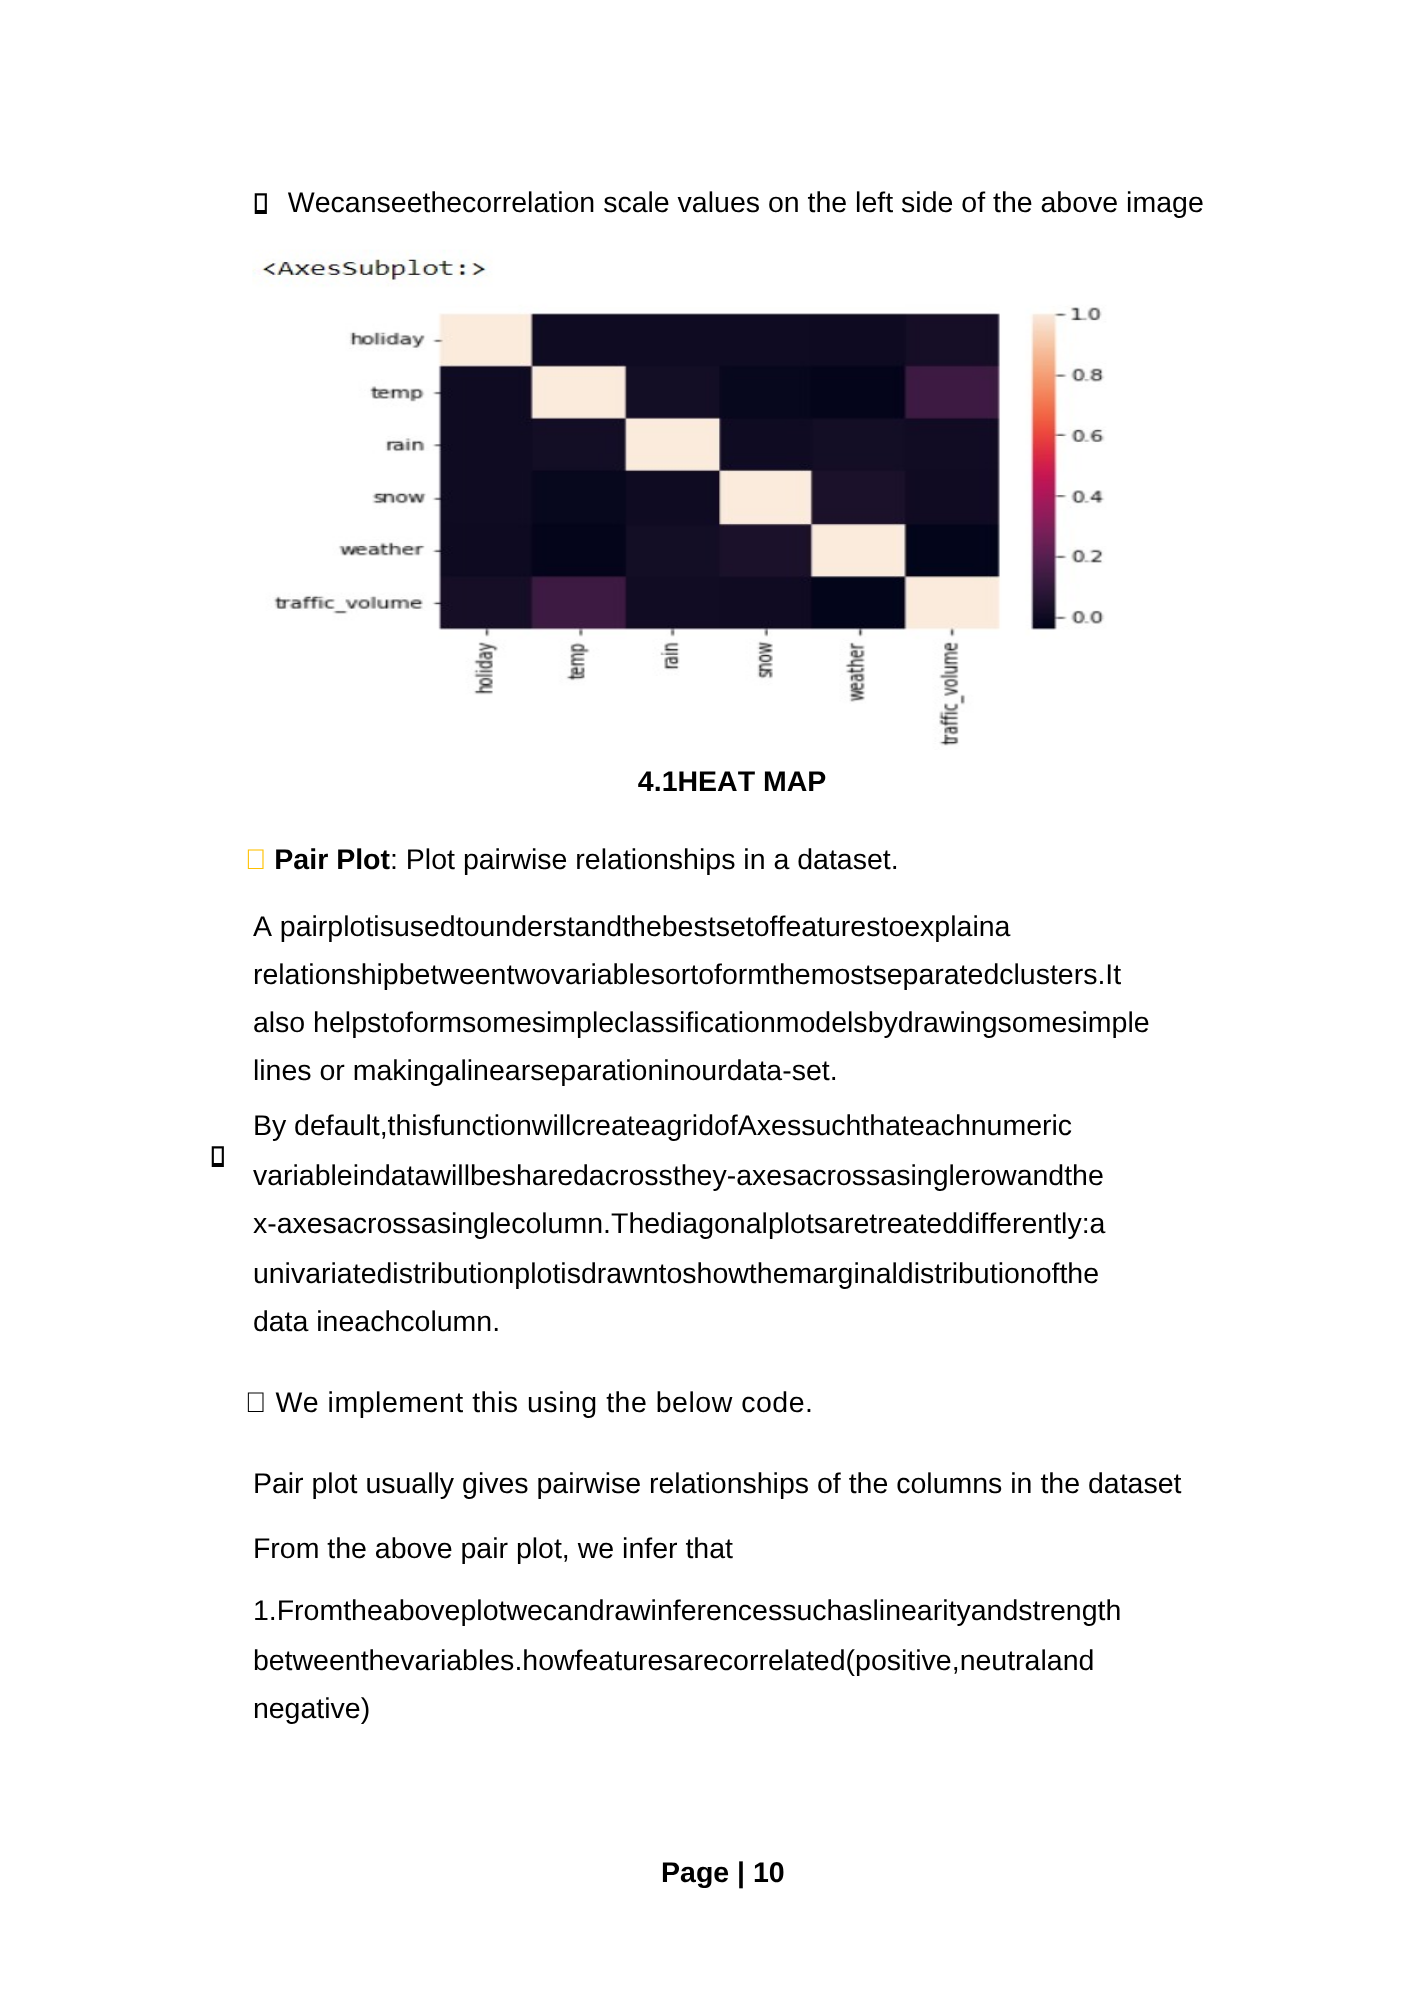 Wecanseethecorrelation scale values on the left side of the above image
<AxesSubplot:>
holiday
temp
rain
snow
weather
traffic_volume
1.0
0.8
0.6
0.4
0.2
0.0
holiday
temp
rain
snow
weather
traffic_volume
4.1HEAT MAP
Pair Plot: Plot pairwise relationships in a dataset.
A pairplotisusedtounderstandthebestsetoffeaturestoexplaina
relationshipbetweentwovariablesortoformthemostseparatedclusters.It
also helpstoformsomesimpleclassificationmodelsbydrawingsomesimple
lines or makingalinearseparationinourdata-set.
By default,thisfunctionwillcreateagridofAxessuchthateachnumeric
variableindatawillbesharedacrossthey-axesacrossasinglerowandthe
x-axesacrossasinglecolumn.Thediagonalplotsaretreateddifferently:a
univariatedistributionplotisdrawntoshowthemarginaldistributionofthe
data ineachcolumn.
We implement this using the below code.
Pair plot usually gives pairwise relationships of the columns in the dataset
From the above pair plot, we infer that
1.Fromtheaboveplotwecandrawinferencessuchaslinearityandstrength
betweenthevariables.howfeaturesarecorrelated(positive,neutraland
negative)
Page | 10